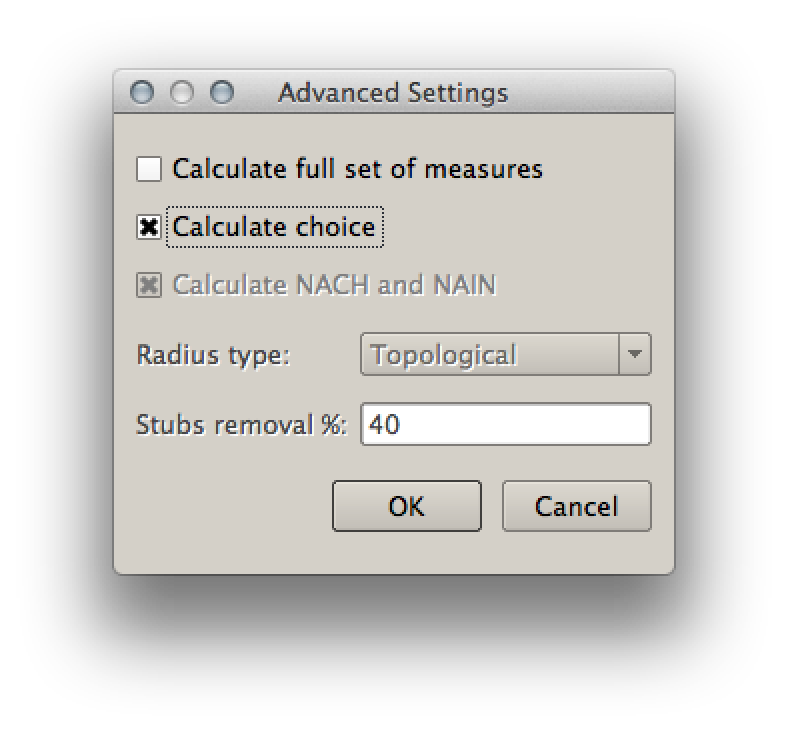 Advanced Settings
Calculate full set of measures
Calculate choice
Calculate NACH and NAIN
Radius type: Topological
Stubs removal %: 40
OK Cancel